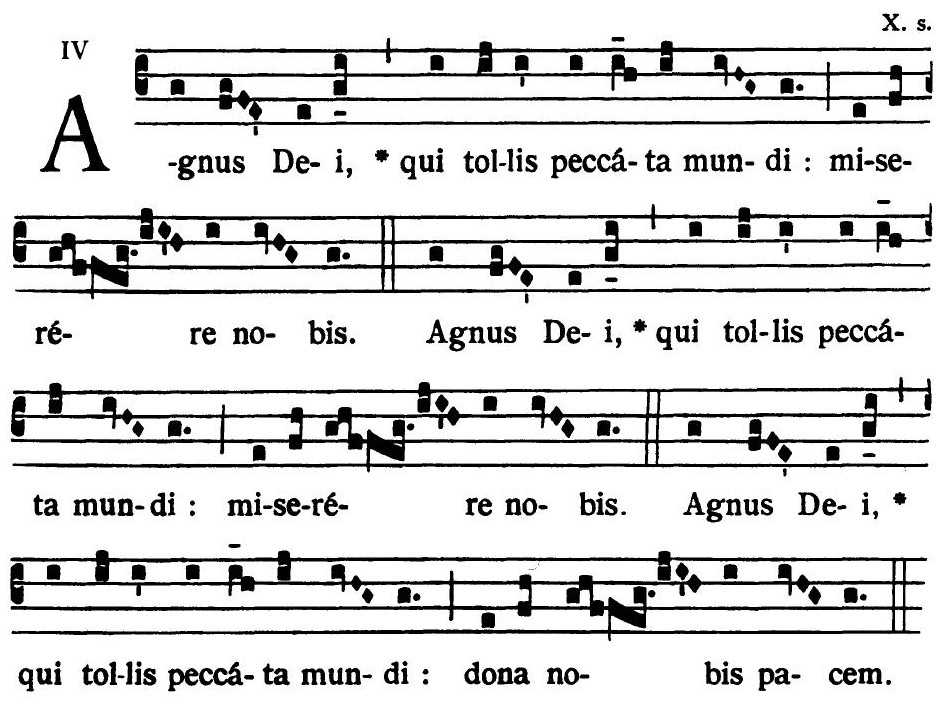 X. s.
IV
A-gnus De- i, * qui tol-lis peccá- ta mun- di : mi-se-
ré- re no- bis. Agnus De- i, * qui tol-lis peccá-
ta mun- di : mi-se-ré- re no- bis. Agnus De- i, *
qui tol-lis peccá- ta mun- di : dona no- bis pa- cem.